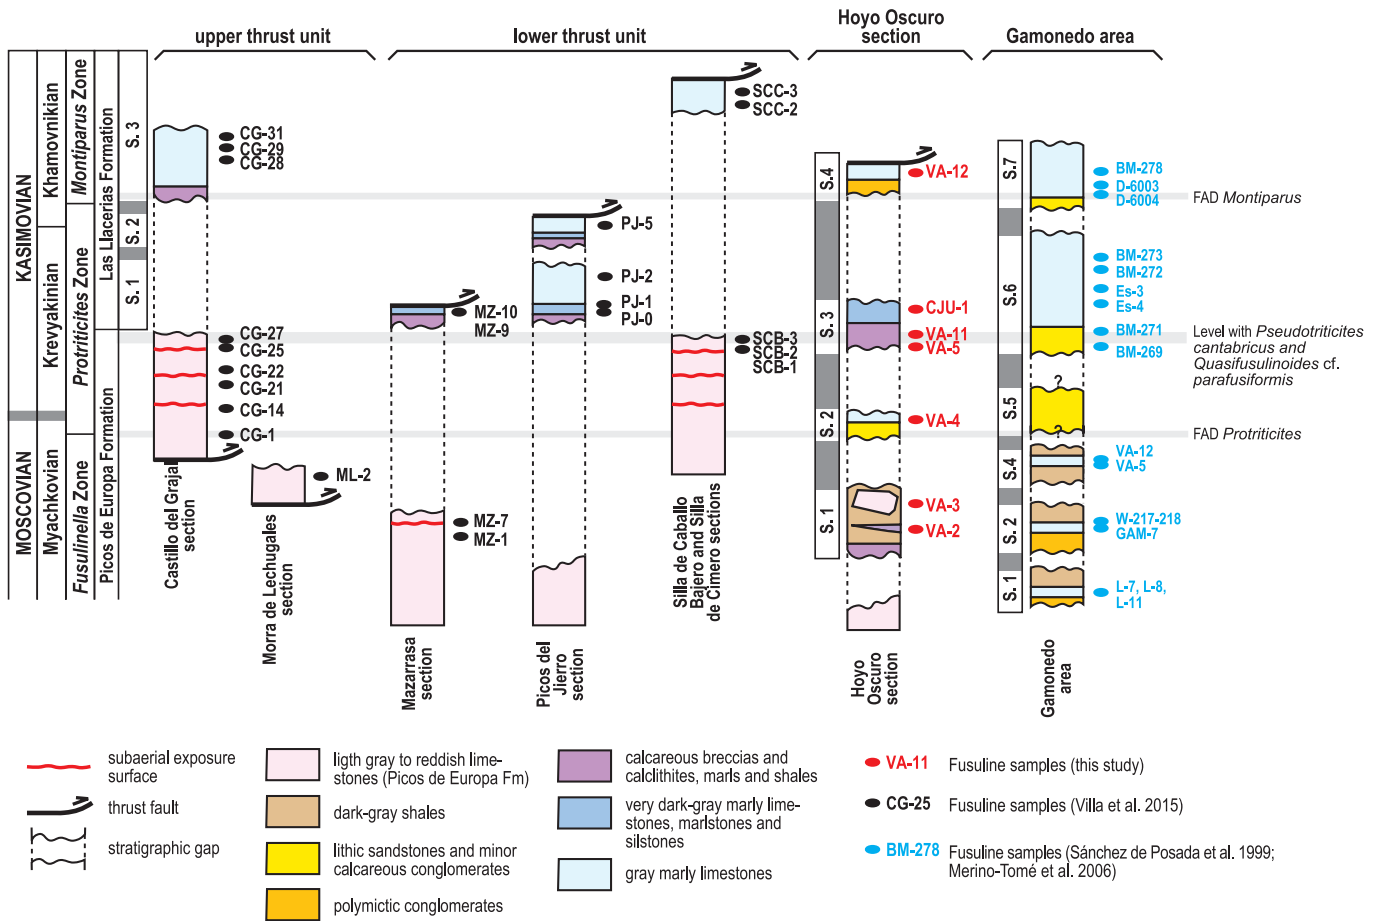 upper thrust unit
lower thrust unit
Hoyo Oscuro
section
Gamonedo area
MOSCOVIAN
KASIMOVIAN
Myachkovian
Krevyakinian
Khamovnikian
Fusulinella Zone
Protriticites Zone
Montiparus Zone
Picos de Europa Formation
Las Llacerias Formation
S. 1
S. 2
S. 3
CG-31
CG-29
CG-28
CG-27
CG-25
CG-22
CG-21
CG-14
CG-1
Castillo del Grajal
section
ML-2
Morra de Lechugales
section
MZ-10
MZ-9
MZ-7
MZ-1
Mazarrasa
section
PJ-5
PJ-2
PJ-1
PJ-0
Picos del
Jierro
section
SCC-3
SCC-2
SCB-3
SCB-2
SCB-1
Silla de Caballo
Bajero and Silla
de Cimero sections
S.4
S.3
S.2
S.1
VA-12
CJU-1
VA-11
VA-5
VA-4
VA-3
VA-2
Hoyo
Oscuro
section
S.7
S.6
S.5
S.4
S.2
S. 1
?
?
BM-278
D-6003
D-6004
BM-273
BM-272
Es-3
Es-4
BM-271
BM-269
VA-12
VA-5
W-217-218
GAM-7
L-7, L-8,
L-11
Gamonedo
area
FAD Montiparus
Level with Pseudotriticites
cantabricus and
Quasifusulinoides cf.
parafusiformis
FAD Protriticites
subaerial exposure
surface
thrust fault
stratigraphic gap
ligth gray to reddish lime-
stones (Picos de Europa Fm)
dark-gray shales
lithic sandstones and minor
calcareous conglomerates
polymictic conglomerates
calcareous breccias and
calclithites, marls and shales
very dark-gray marly lime-
stones, marlstones and
silstones
gray marly limestones
VA-11 Fusuline samples (this study)
CG-25 Fusuline samples (Villa et al. 2015)
BM-278 Fusuline samples (Sánchez de Posada et al. 1999;
Merino-Tomé et al. 2006)